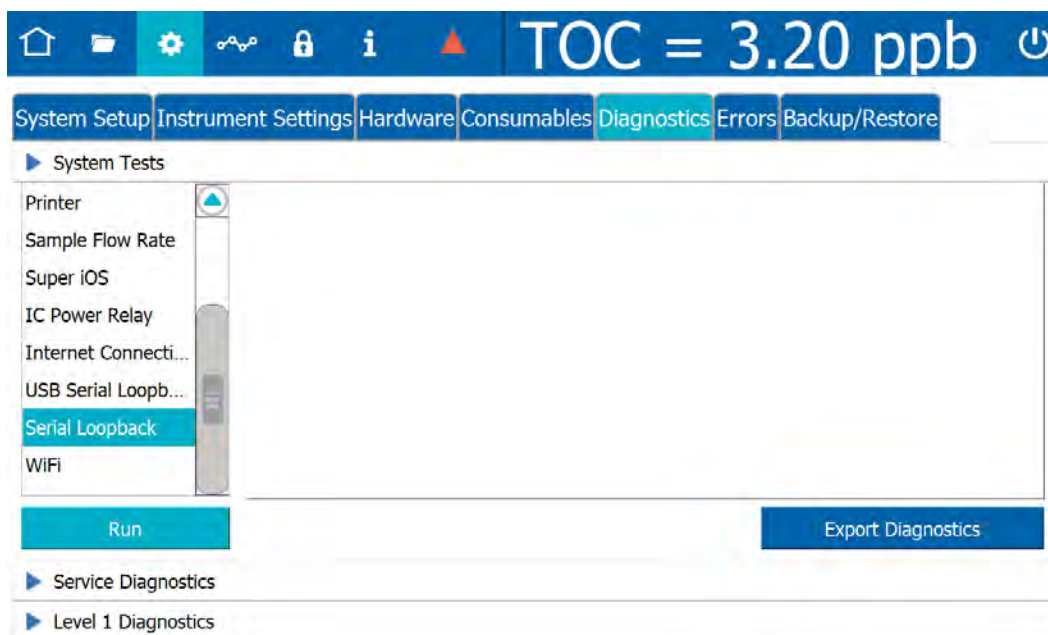 TOC = 3.20 ppb
System Setup Instrument Settings Hardware Consumables Diagnostics Errors Backup/Restore
System Tests
Printer
Sample Flow Rate
Super iOS
IC Power Relay
Internet Connecti...
USB Serial Loopb...
Serial Loopback
WiFi
Run Export Diagnostics
Service Diagnostics
Level 1 Diagnostics